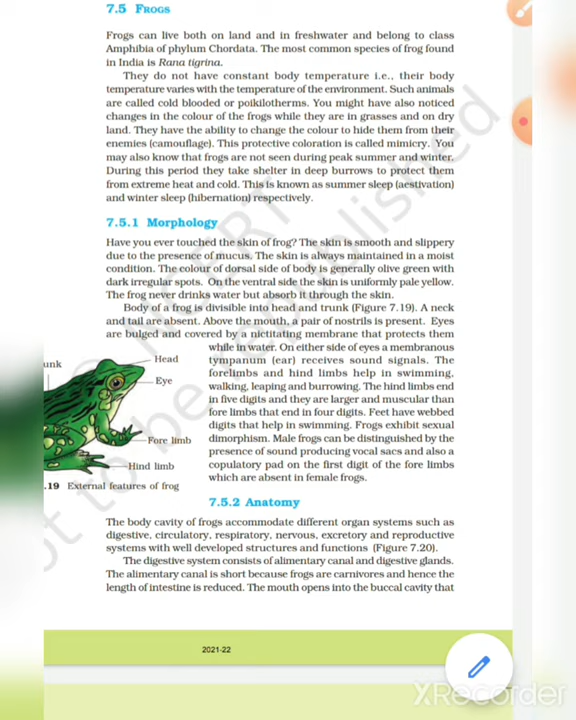 7.5 FROGS
Frogs can live both on land and in freshwater and belong to class
Amphibia of phylum Chordata. The most common species of frog found
in India is Rana tigrina.
They do not have constant body temperature i.e., their body
temperature varies with the temperature of the environment. Such animals
are called cold blooded or poikilotherms. You might have also noticed
changes in the colour of the frogs while they are in grasses and on dry
land. They have the ability to change the colour to hide them from their
enemies (camouflage). This protective coloration is called mimicry. You
may also know that frogs are not seen during peak summer and winter.
During this period they take shelter in deep burrows to protect them
from extreme heat and cold. This is known as summer sleep (aestivation)
and winter sleep (hibernation) respectively.
7.5.1 Morphology
Have you ever touched the skin of frog? The skin is smooth and slippery
due to the presence of mucus. The skin is always maintained in a moist
condition. The colour of dorsal side of body is generally olive green with
dark irregular spots. On the ventral side the skin is uniformly pale yellow.
The frog never drinks water but absorb it through the skin.
Body of a frog is divisible into head and trunk (Figure 7.19). A neck
and tail are absent. Above the mouth, a pair of nostrils is present. Eyes
are bulged and covered by a nictitating membrane that protects them
while in water. On either side of eyes a membranous
tympanum (ear) receives sound signals. The
forelimbs and hind limbs help in swimming,
walking, leaping and burrowing. The hind limbs end
in five digits and they are larger and muscular than
fore limbs that end in four digits. Feet have webbed
digits that help in swimming. Frogs exhibit sexual
dimorphism. Male frogs can be distinguished by the
presence of sound producing vocal sacs and also a
copulatory pad on the first digit of the fore limbs
which are absent in female frogs.
unk
Head
Eye
Fore limb
Hind limb
.19 External features of frog
7.5.2 Anatomy
The body cavity of frogs accommodate different organ systems such as
digestive, circulatory, respiratory, nervous, excretory and reproductive
systems with well developed structures and functions (Figure 7.20).
The digestive system consists of alimentary canal and digestive glands.
The alimentary canal is short because frogs are carnivores and hence the
length of intestine is reduced. The mouth opens into the buccal cavity that
2021-22
XRecorder